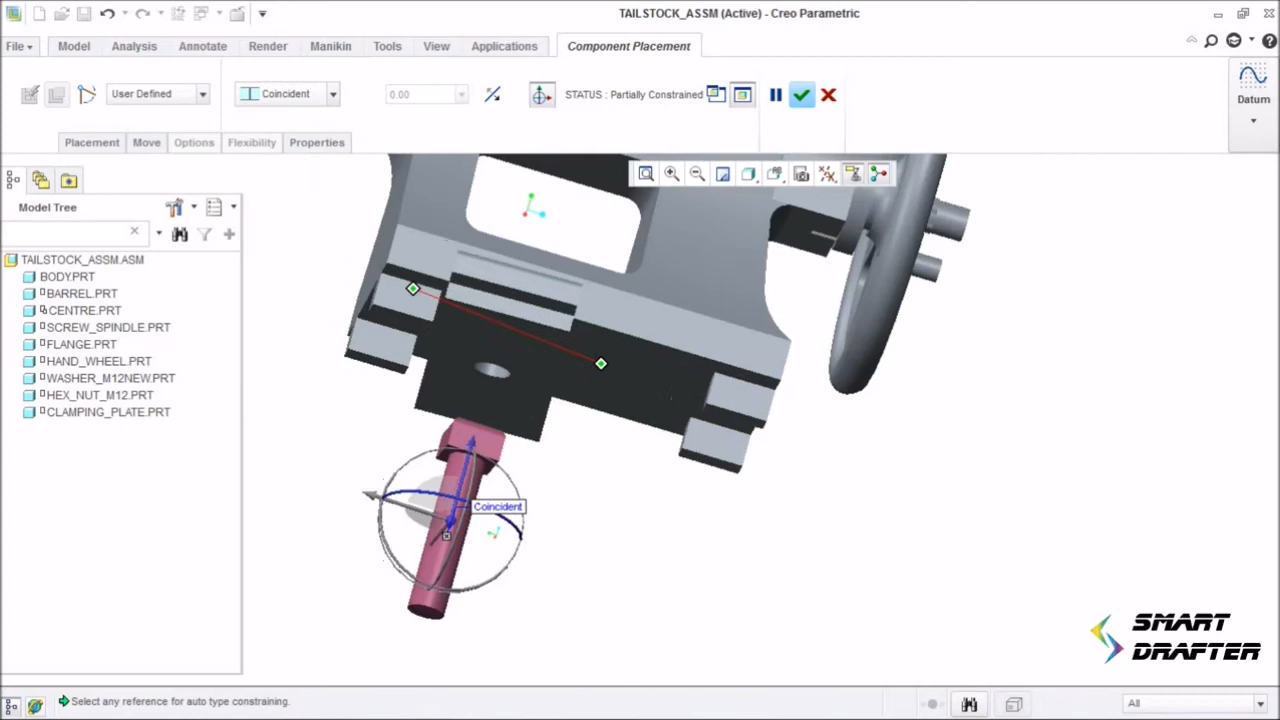 TAILSTOCK_ASSM (Active) - Creo Parametric
File
Model
Analysis
Annotate
Render
Manikin
Tools
View
Applications
Component Placement
User Defined
Coincident
0.00
STATUS : Partially Constrained
Datum
Placement
Move
Options
Flexibility
Properties
Model Tree
TAILSTOCK_ASSM.ASM
BODY.PRT
BARREL.PRT
CENTRE.PRT
SCREW_SPINDLE.PRT
FLANGE.PRT
HAND_WHEEL.PRT
WASHER_M12NEW.PRT
HEX_NUT_M12.PRT
CLAMPING_PLATE.PRT
Coincident
SMART
DRAFTER
Select any reference for auto type constraining.
All